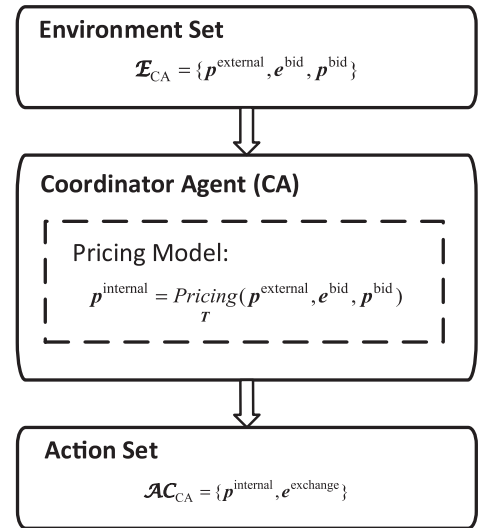 Environment Set
𝓔_CA = {p^external, e^bid, p^bid}
Coordinator Agent (CA)
Pricing Model:
p^internal = Pricing(p^external, e^bid, p^bid)
T
Action Set
𝓐𝓒_CA = {p^internal, e^exchange}